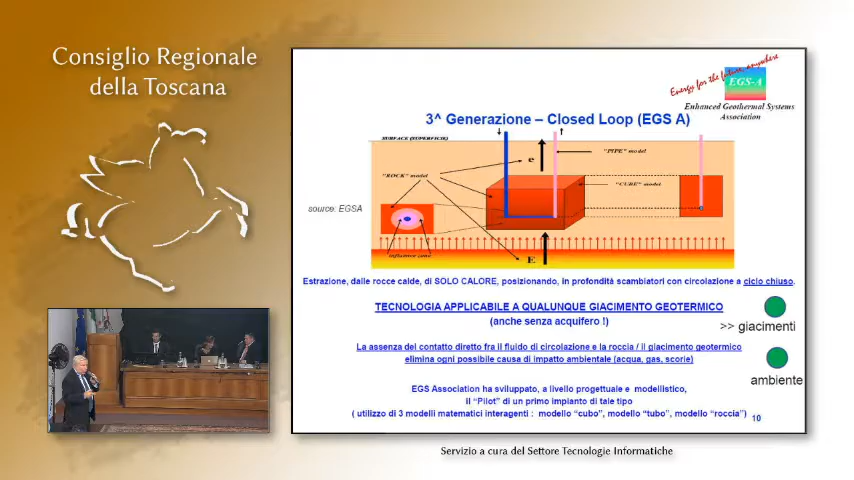 Consiglio Regionale
della Toscana
Energy for the future, anywhere
EGS-A
Enhanced Geothermal Systems
Association
3^ Generazione – Closed Loop (EGS A)
SURFACE (SUPERFICIE)
e
"PIPE" model
"ROCK" model
"CUBE" model
source: EGSA
influence zone
E
Estrazione, dalle rocce calde, di SOLO CALORE, posizionando, in profondità scambiatori con circolazione a ciclo chiuso.
TECNOLOGIA APPLICABILE A QUALUNQUE GIACIMENTO GEOTERMICO
(anche senza acquifero !)
>> giacimenti
La assenza del contatto diretto fra il fluido di circolazione e la roccia / il giacimento geotermico
elimina ogni possibile causa di impatto ambientale (acqua, gas, scorie)
ambiente
EGS Association ha sviluppato, a livello progettuale e modellistico,
il "Pilot" di un primo impianto di tale tipo
( utilizzo di 3 modelli matematici interagenti : modello "cubo", modello "tubo", modello "roccia")
10
Servizio a cura del Settore Tecnologie Informatiche